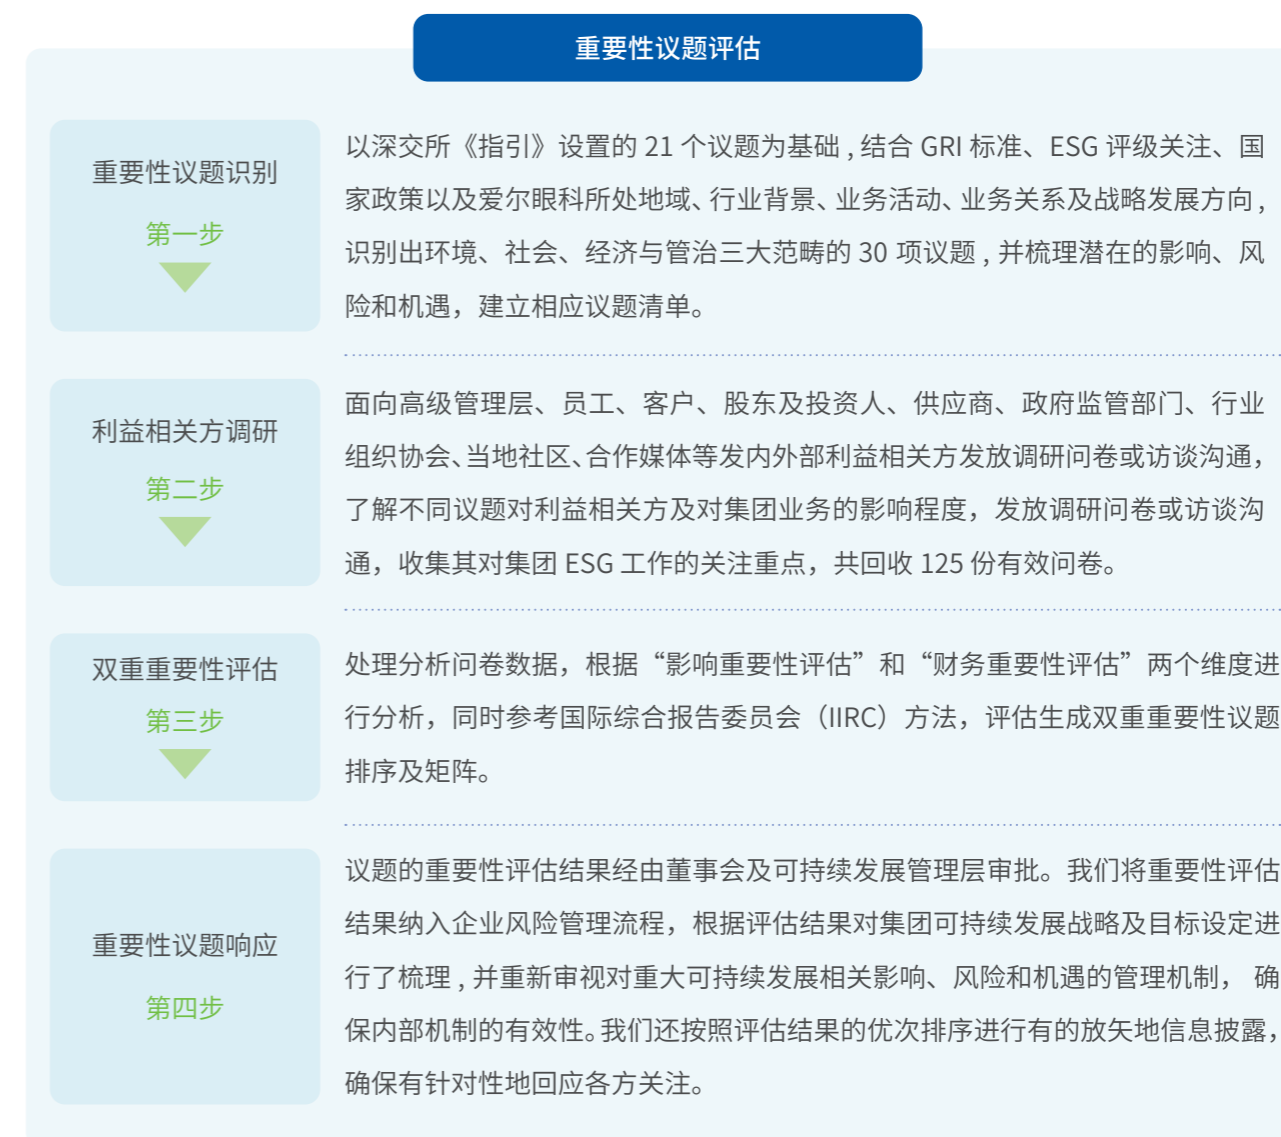 重要性议题评估
重要性议题识别
第一步
以深交所《指引》设置的 21 个议题为基础 , 结合 GRI 标准、ESG 评级关注、国
家政策以及爱尔眼科所处地域、行业背景、业务活动、业务关系及战略发展方向 ,
识别出环境、社会、经济与管治三大范畴的 30 项议题 , 并梳理潜在的影响、风
险和机遇，建立相应议题清单。
利益相关方调研
第二步
面向高级管理层、员工、客户、股东及投资人、供应商、政府监管部门、行业
组织协会、当地社区、合作媒体等发内外部利益相关方发放调研问卷或访谈沟通，
了解不同议题对利益相关方及对集团业务的影响程度，发放调研问卷或访谈沟
通，收集其对集团 ESG 工作的关注重点，共回收 125 份有效问卷。
双重重要性评估
第三步
处理分析问卷数据，根据“影响重要性评估”和“财务重要性评估”两个维度进
行分析，同时参考国际综合报告委员会（IIRC）方法，评估生成双重重要性议题
排序及矩阵。
重要性议题响应
第四步
议题的重要性评估结果经由董事会及可持续发展管理层审批。我们将重要性评估
结果纳入企业风险管理流程，根据评估结果对集团可持续发展战略及目标设定进
行了梳理 , 并重新审视对重大可持续发展相关影响、风险和机遇的管理机制， 确
保内部机制的有效性。我们还按照评估结果的优次排序进行有的放矢地信息披露，
确保有针对性地回应各方关注。